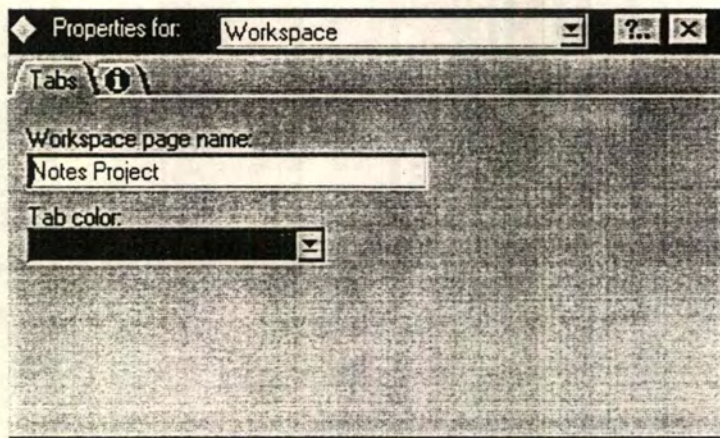 Properties for: Workspace ?..
Tabs i
Workspace page name:
Notes Project
Tab color: